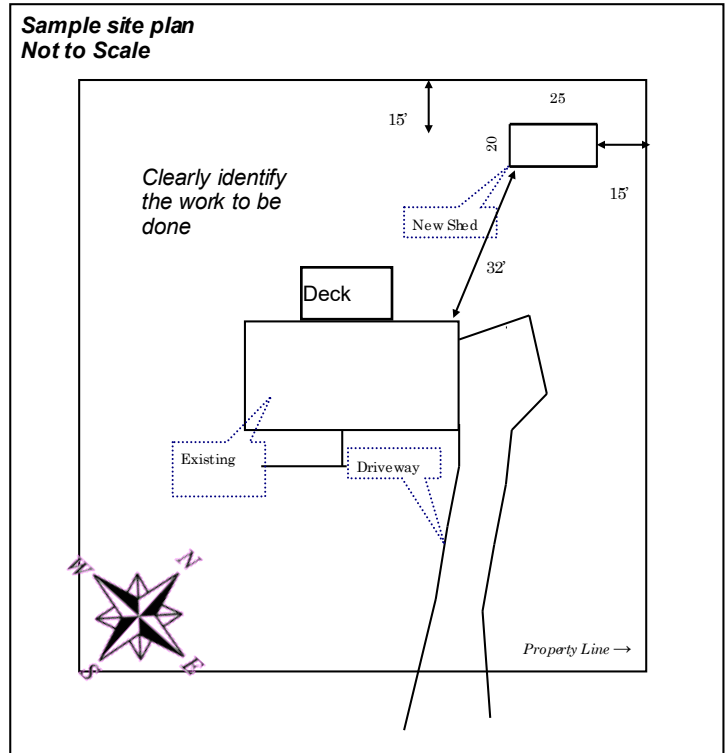 Sample site plan
Not to Scale
25
15'
20
Clearly identify
the work to be
done
15'
New Shed
32'
Deck
Existing
Driveway
N
W
E
S
Property Line →